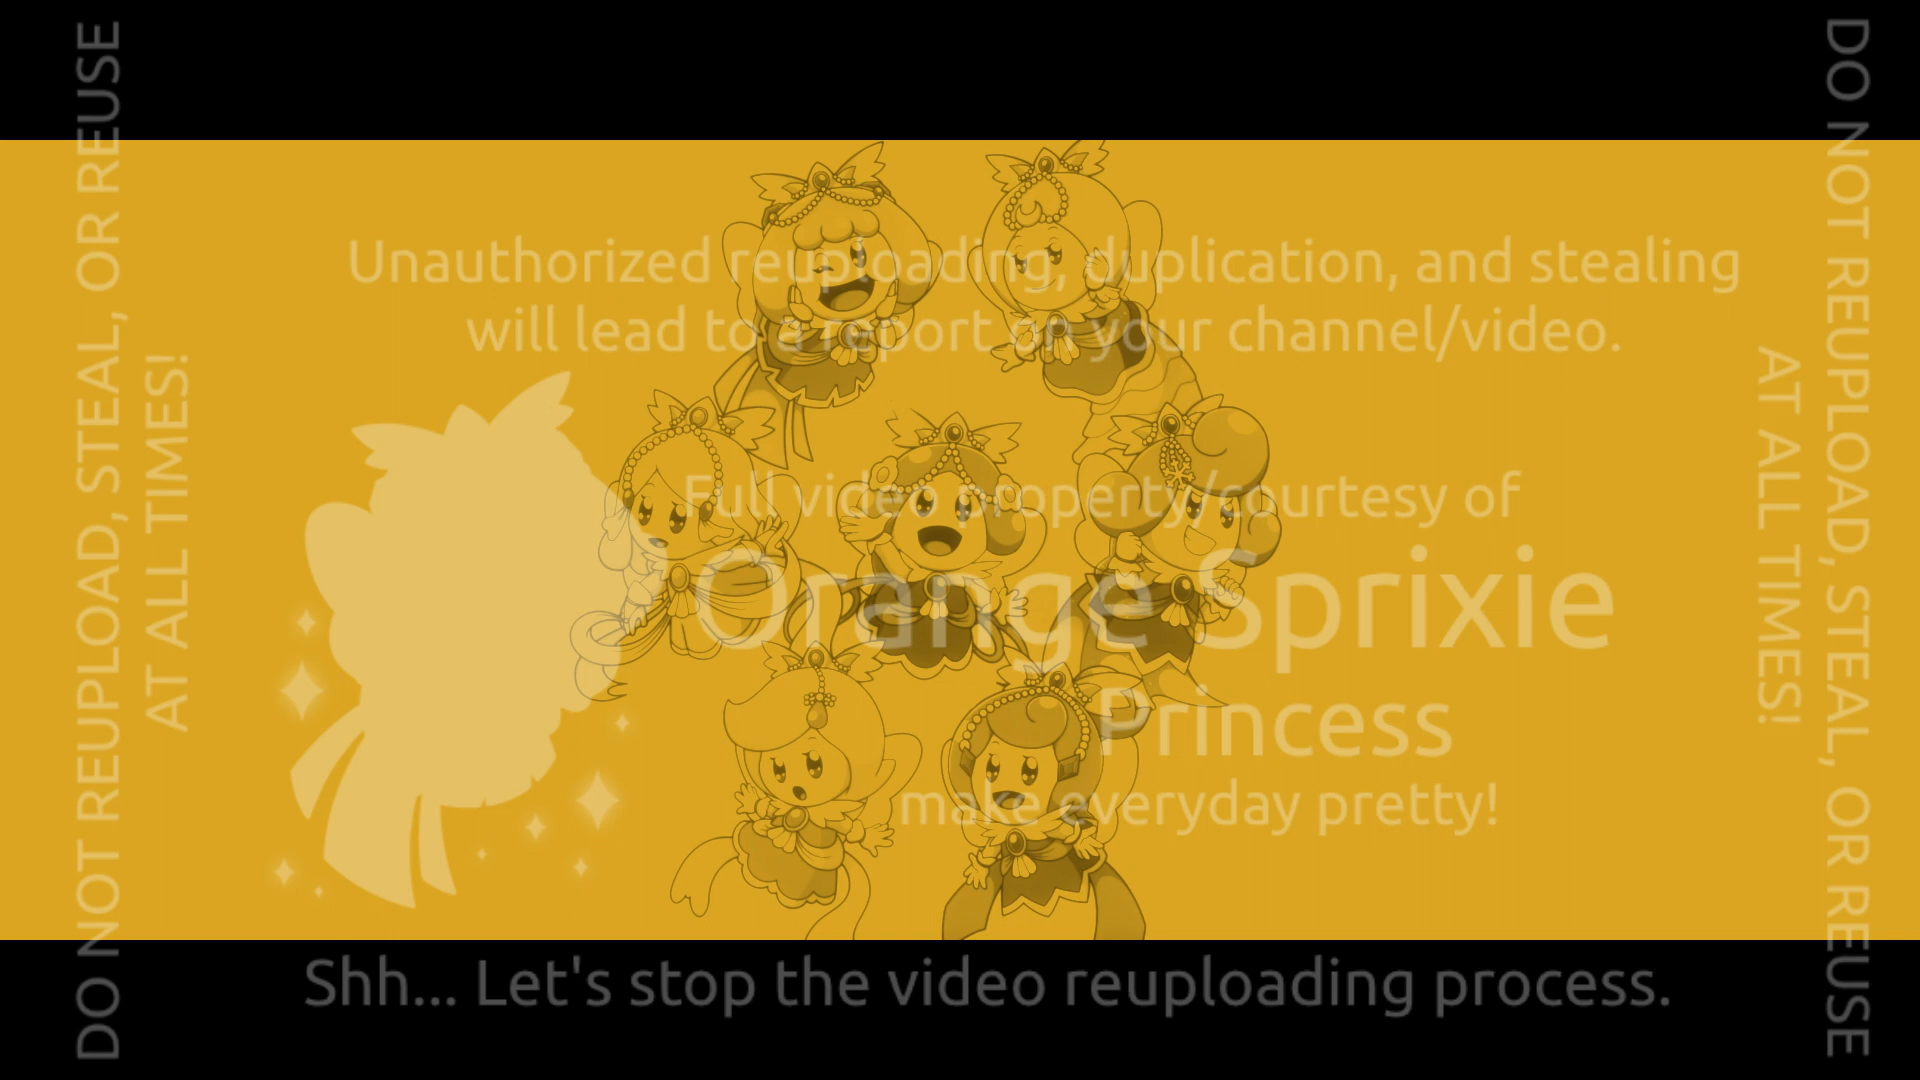 DO NOT REUPLOAD, STEAL, OR REUSE
AT ALL TIMES!
Unauthorized reuploading, duplication, and stealing
will lead to a report on your channel/video.
Full video property/courtesy of
Orange Sprixie
Princess
make everyday pretty!
Shh... Let's stop the video reuploading process.
DO NOT REUPLOAD, STEAL, OR REUSE
AT ALL TIMES!